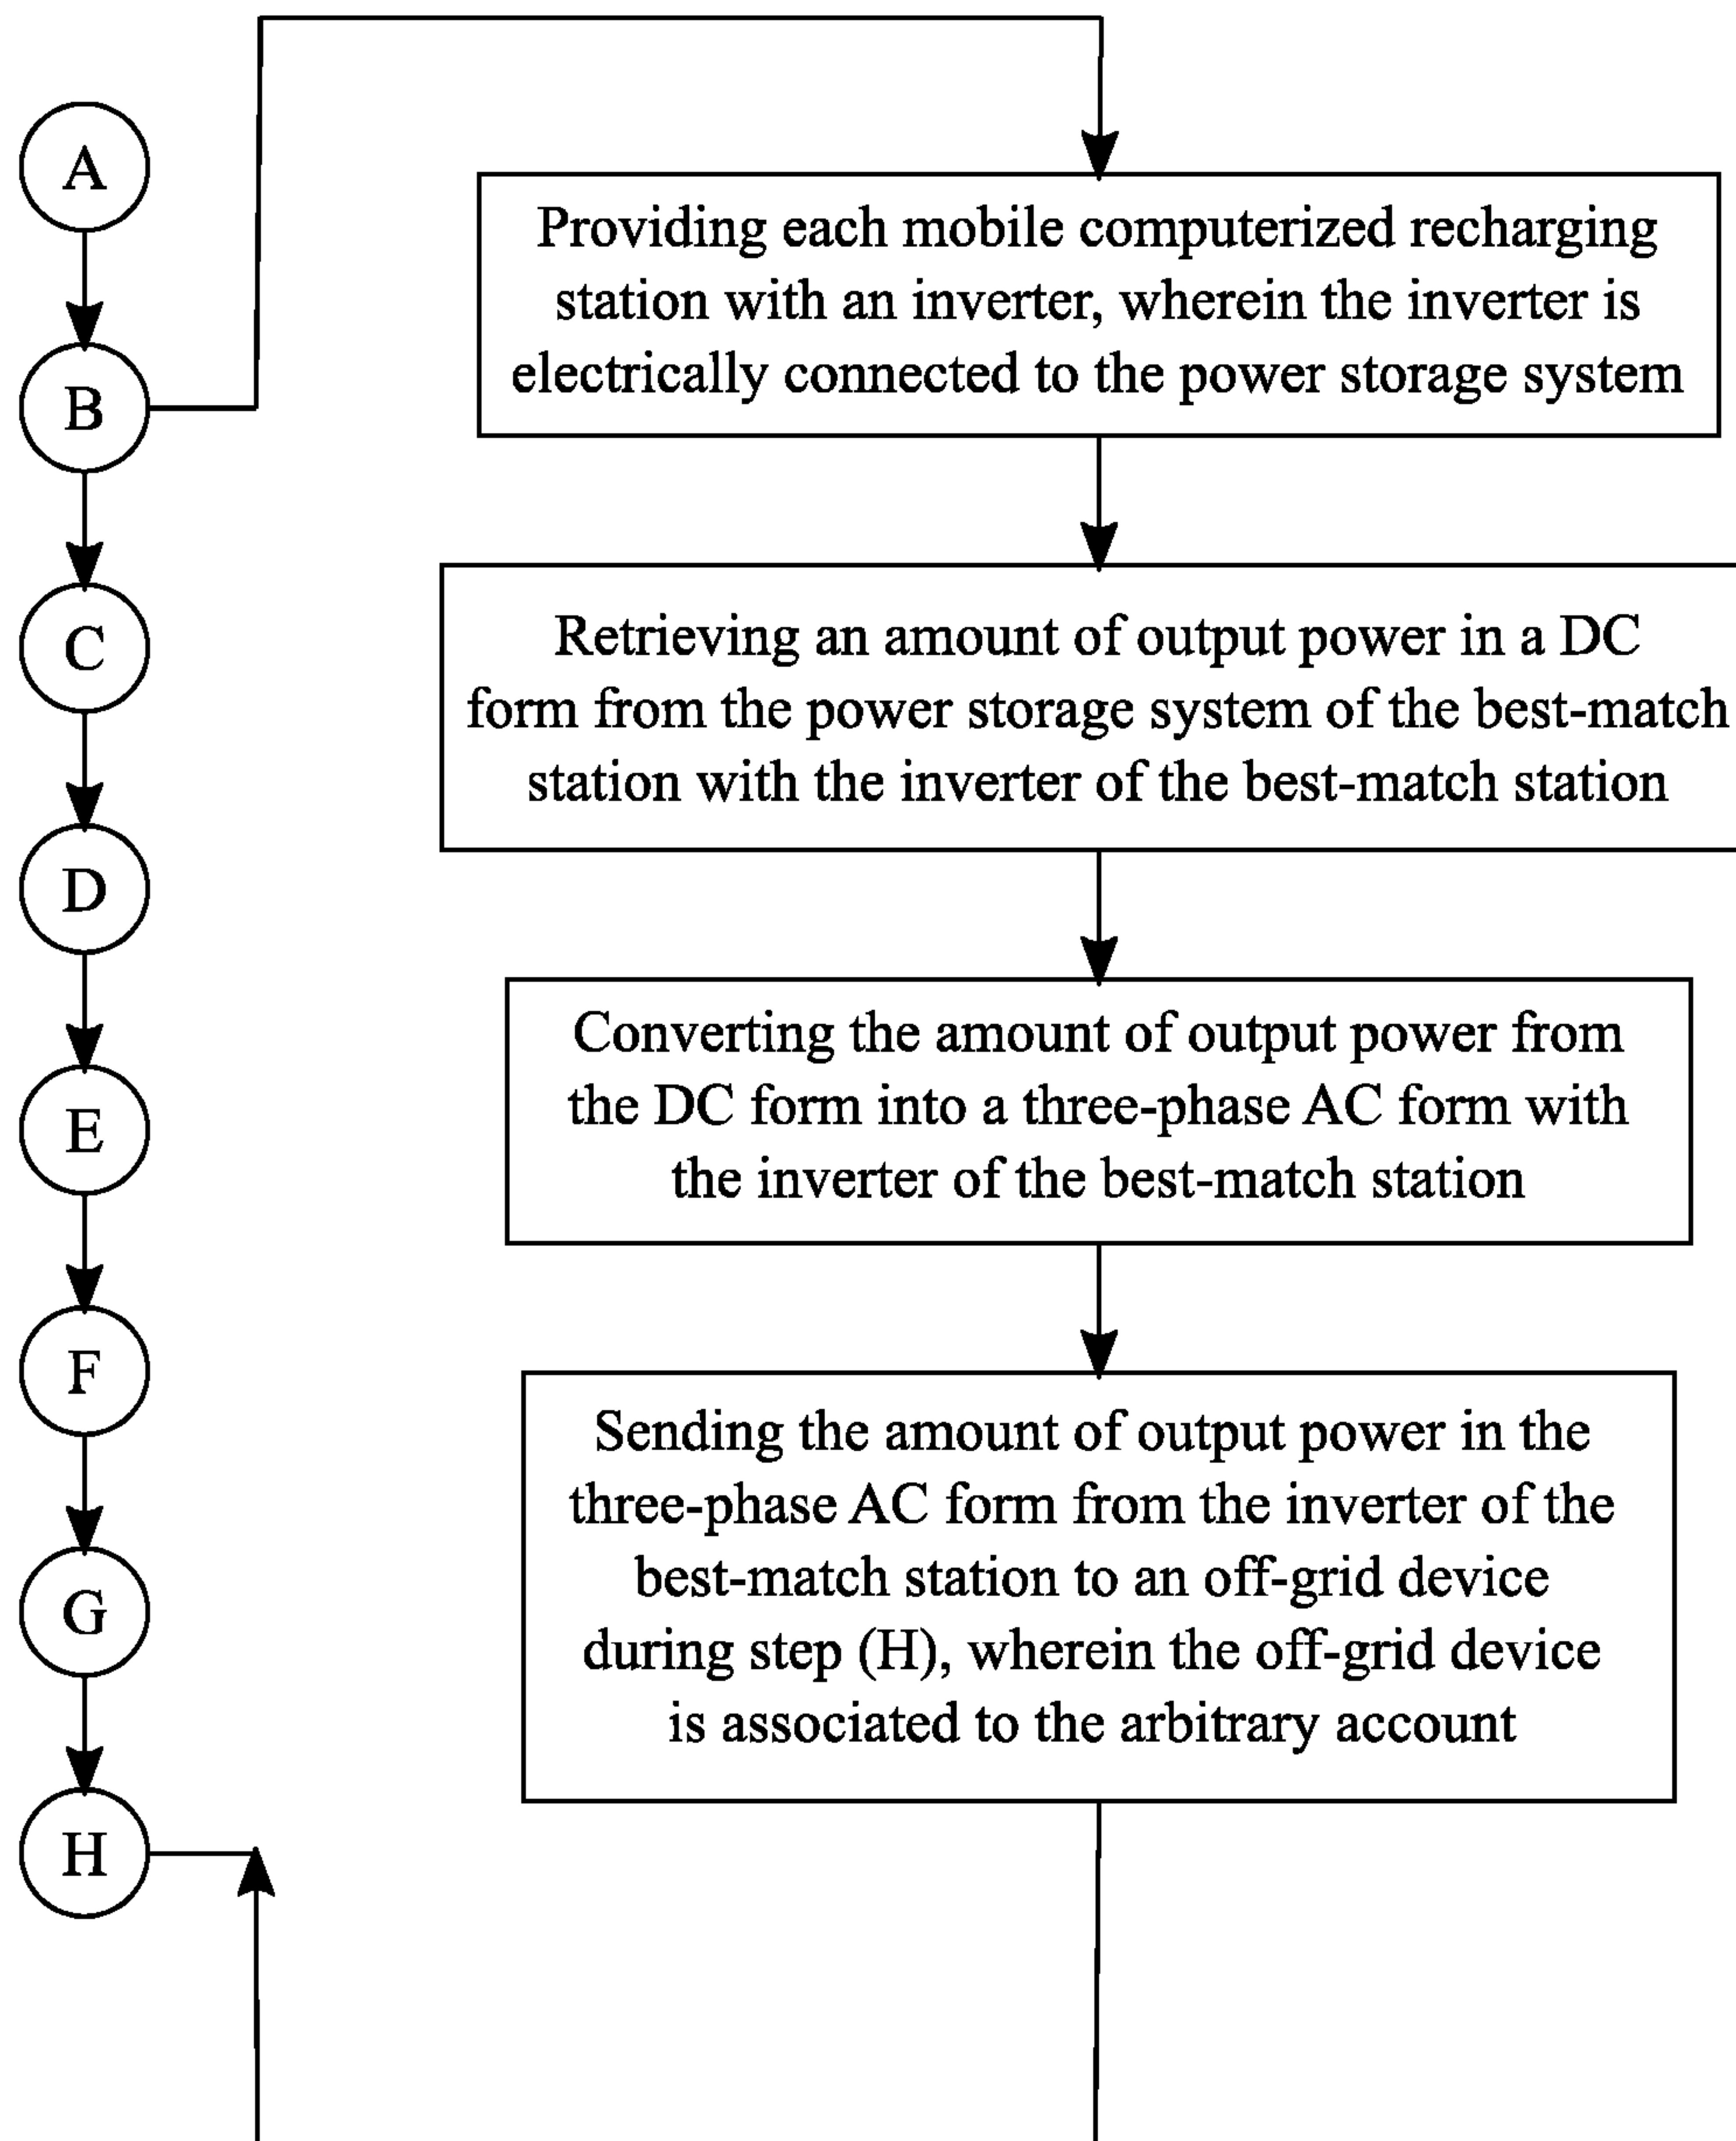 A
B
C
D
E
F
G
H
Providing each mobile computerized recharging
station with an inverter, wherein the inverter is
electrically connected to the power storage system
Retrieving an amount of output power in a DC
form from the power storage system of the best-match
station with the inverter of the best-match station
Converting the amount of output power from
the DC form into a three-phase AC form with
the inverter of the best-match station
Sending the amount of output power in the
three-phase AC form from the inverter of the
best-match station to an off-grid device
during step (H), wherein the off-grid device
is associated to the arbitrary account